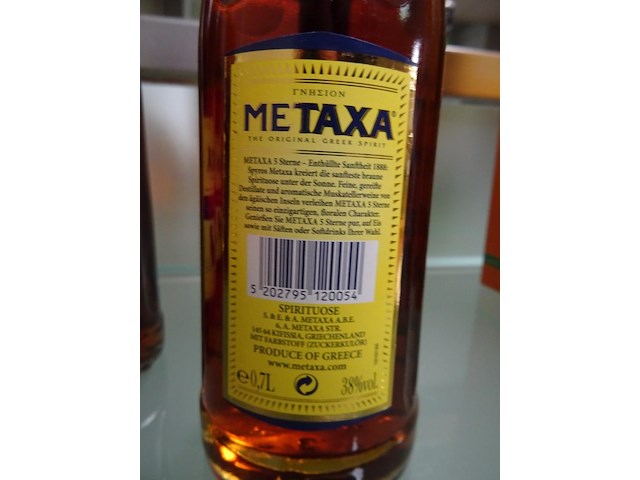 ΓΝΗΣΙΟΝ
METAXA®
THE ORIGINAL GREEK SPIRIT
METAXA 5 Sterne – Enthüllte Sanftheit 1888:
Spyros Metaxa kreiert die sanfteste braune
Spirituose unter der Sonne. Feine, gereifte
Destillate und aromatische Muskatellerweine von
den ägäischen Inseln verleihen METAXA 5 Sterne
seinen so einzigartigen, floralen Charakter.
Genießen Sie METAXA 5 Sterne pur, auf Eis
sowie mit Säften oder Softdrinks Ihrer Wahl.
5 202795 120054
SPIRITUOSE
S. & E. & A. METAXA A.B.E.
6, A. METAXA STR.
145 64 KIFISSIA, GRIECHENLAND
MIT FARBSTOFF (ZUCKERKULÖR)
PRODUCE OF GREECE
www.metaxa.com
℮0,7L 38%vol.